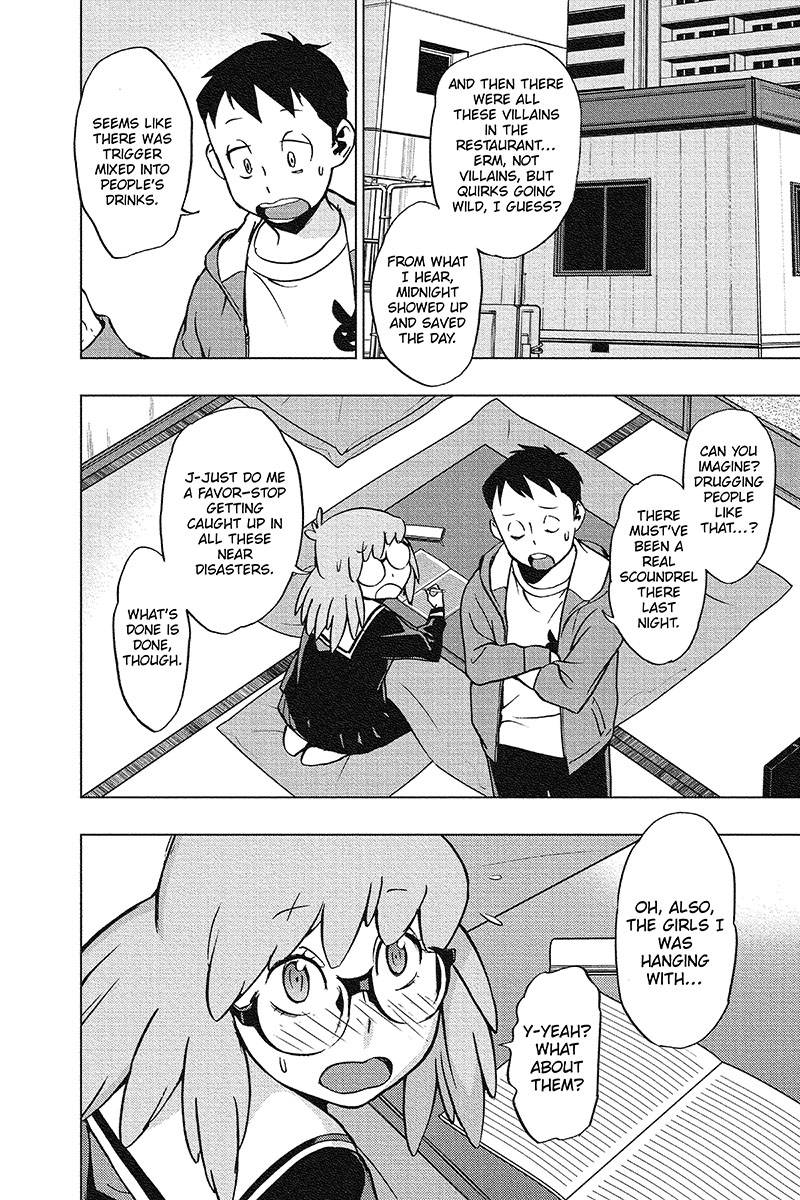 AND THEN THERE
WERE ALL
THESE VILLAINS
IN THE
RESTAURANT...
ERM, NOT
VILLAINS, BUT
QUIRKS GOING
WILD, I GUESS?
FROM WHAT
I HEAR,
MIDNIGHT
SHOWED UP
AND SAVED
THE DAY.
SEEMS LIKE
THERE WAS
TRIGGER
MIXED INTO
PEOPLE'S
DRINKS.
CAN YOU
IMAGINE?
DRUGGING
PEOPLE
LIKE
THAT...?
THERE
MUST'VE
BEEN A
REAL
SCOUNDREL
THERE
LAST
NIGHT.
J-JUST DO ME
A FAVOR-STOP
GETTING
CAUGHT UP IN
ALL THESE
NEAR
DISASTERS.
WHAT'S
DONE IS
DONE,
THOUGH.
OH, ALSO,
THE GIRLS I
WAS
HANGING
WITH...
Y-YEAH?
WHAT
ABOUT
THEM?